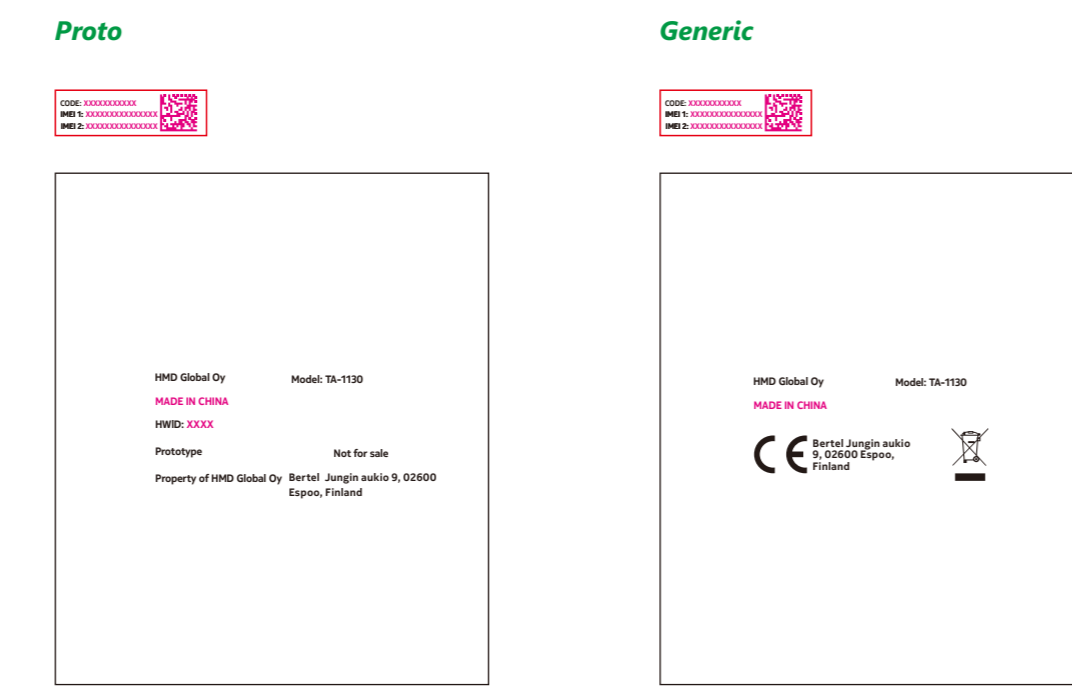 Proto
CODE: XXXXXXXXXXX
IMEI 1: XXXXXXXXXXXXXXX
IMEI 2: XXXXXXXXXXXXXXX
HMD Global Oy
Model: TA-1130
MADE IN CHINA
HWID: XXXX
Prototype
Not for sale
Property of HMD Global Oy
Bertel Jungin aukio 9, 02600
Espoo, Finland
Generic
CODE: XXXXXXXXXXX
IMEI 1: XXXXXXXXXXXXXXX
IMEI 2: XXXXXXXXXXXXXXX
HMD Global Oy
Model: TA-1130
MADE IN CHINA
CE
Bertel Jungin aukio
9, 02600 Espoo,
Finland